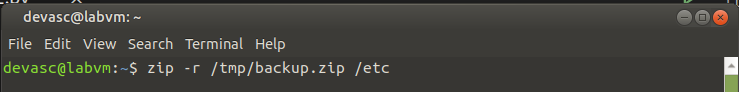 devasc@labvm: ~
File Edit View Search Terminal Help
devasc@labvm:~$ zip -r /tmp/backup.zip /etc